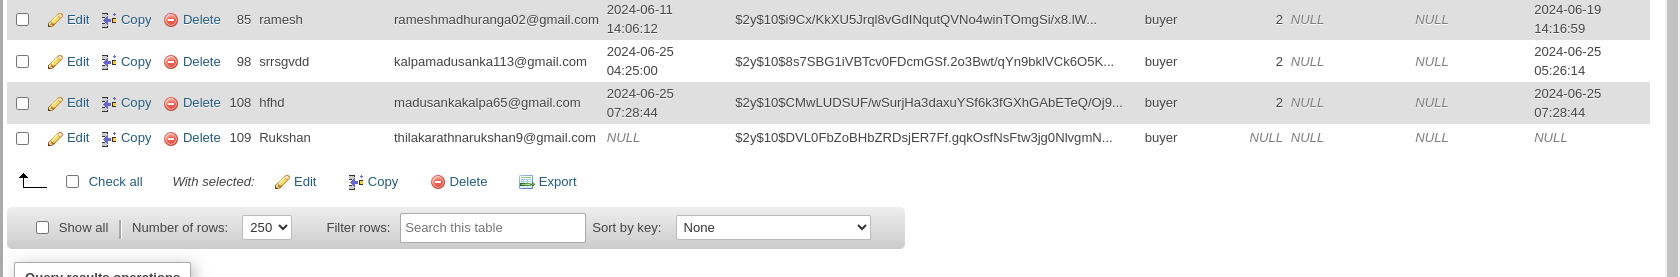 Edit Copy Delete 85 ramesh rameshmadhuranga02@gmail.com 2024-06-11 14:06:12 $2y$10$i9Cx/KkXU5Jrql8vGdINqutQVNo4winTOmgSi/x8.IW... buyer 2 NULL NULL 2024-06-19 14:16:59
Edit Copy Delete 98 srrsgvdd kalpamadusanka113@gmail.com 2024-06-25 04:25:00 $2y$10$8s7SBG1iVBTcv0FDcmGSf.2o3Bwt/qYn9bklVCk6O5K... buyer 2 NULL NULL 2024-06-25 05:26:14
Edit Copy Delete 108 hfhd madusankakalpa65@gmail.com 2024-06-25 07:28:44 $2y$10$CMwLUDSUF/wSurjHa3daxuYSf6k3fGXhGAbETeQ/Oj9... buyer 2 NULL NULL 2024-06-25 07:28:44
Edit Copy Delete 109 Rukshan thilakarathnarukshan9@gmail.com NULL $2y$10$DVL0FbZoBHbZRDsjER7Ff.gqkOsfNsFtw3jg0NlvgmN... buyer NULL NULL NULL NULL
Check all With selected: Edit Copy Delete Export
Show all Number of rows: 250 Filter rows: Search this table Sort by key: None
Query results operations